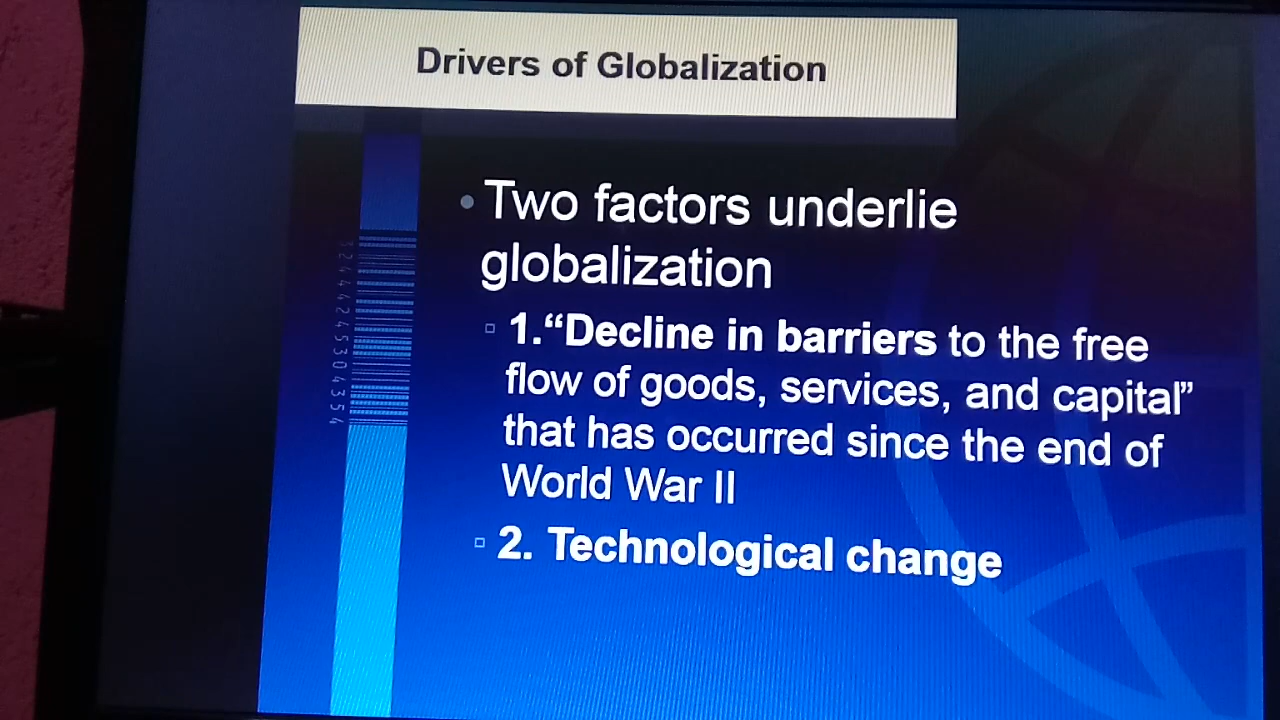 Drivers of Globalization
• Two factors underlie
globalization
▫ 1.“Decline in barriers to the free
flow of goods, services, and capital”
that has occurred since the end of
World War II
▫ 2. Technological change